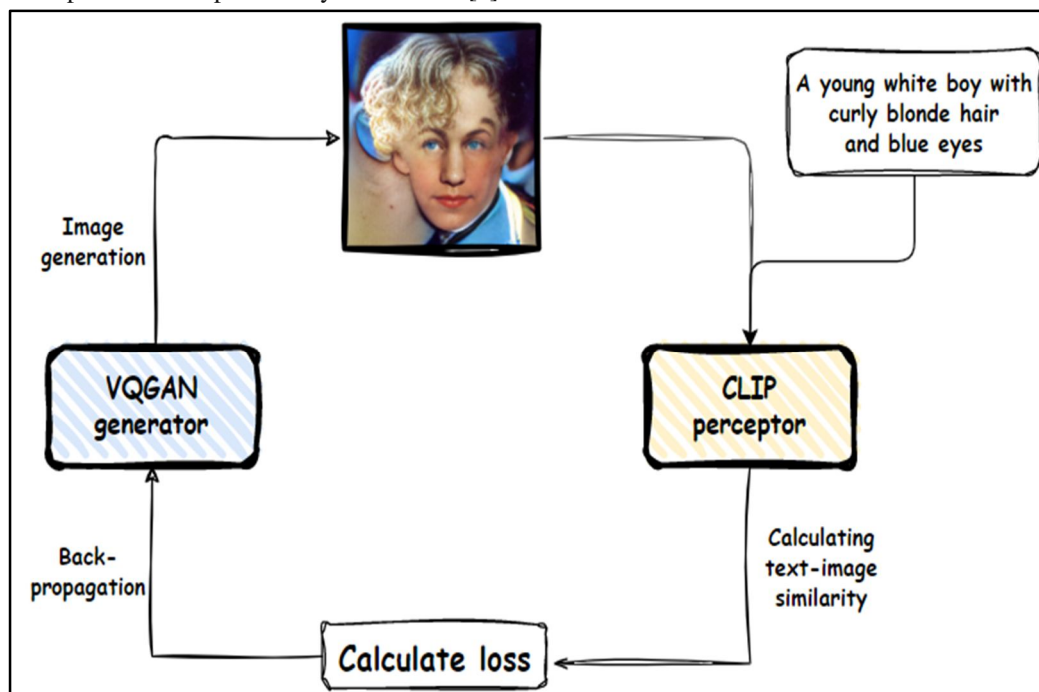 A young white boy with
curly blonde hair
and blue eyes
Image
generation
VQGAN
generator
CLIP
perceptor
Back-
propagation
Calculating
text-image
similarity
Calculate loss